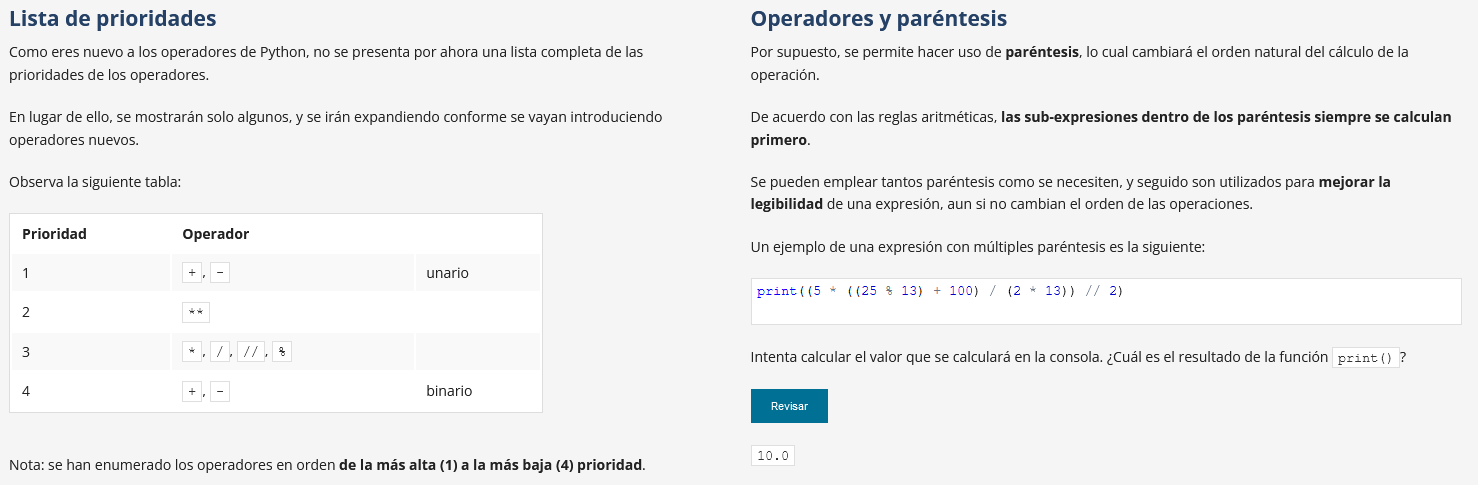 Lista de prioridades
Como eres nuevo a los operadores de Python, no se presenta por ahora una lista completa de las
prioridades de los operadores.
En lugar de ello, se mostrarán solo algunos, y se irán expandiendo conforme se vayan introduciendo
operadores nuevos.
Observa la siguiente tabla:
Prioridad Operador
1 +, - unario
2 **
3 *, /, //, %
4 +, - binario
Nota: se han enumerado los operadores en orden de la más alta (1) a la más baja (4) prioridad.
Operadores y paréntesis
Por supuesto, se permite hacer uso de paréntesis, lo cual cambiará el orden natural del cálculo de la
operación.
De acuerdo con las reglas aritméticas, las sub-expresiones dentro de los paréntesis siempre se calculan
primero.
Se pueden emplear tantos paréntesis como se necesiten, y seguido son utilizados para mejorar la
legibilidad de una expresión, aun si no cambian el orden de las operaciones.
Un ejemplo de una expresión con múltiples paréntesis es la siguiente:
print((5 * ((25 % 13) + 100) / (2 * 13)) // 2)
Intenta calcular el valor que se calculará en la consola. ¿Cuál es el resultado de la función print()?
Revisar
10.0